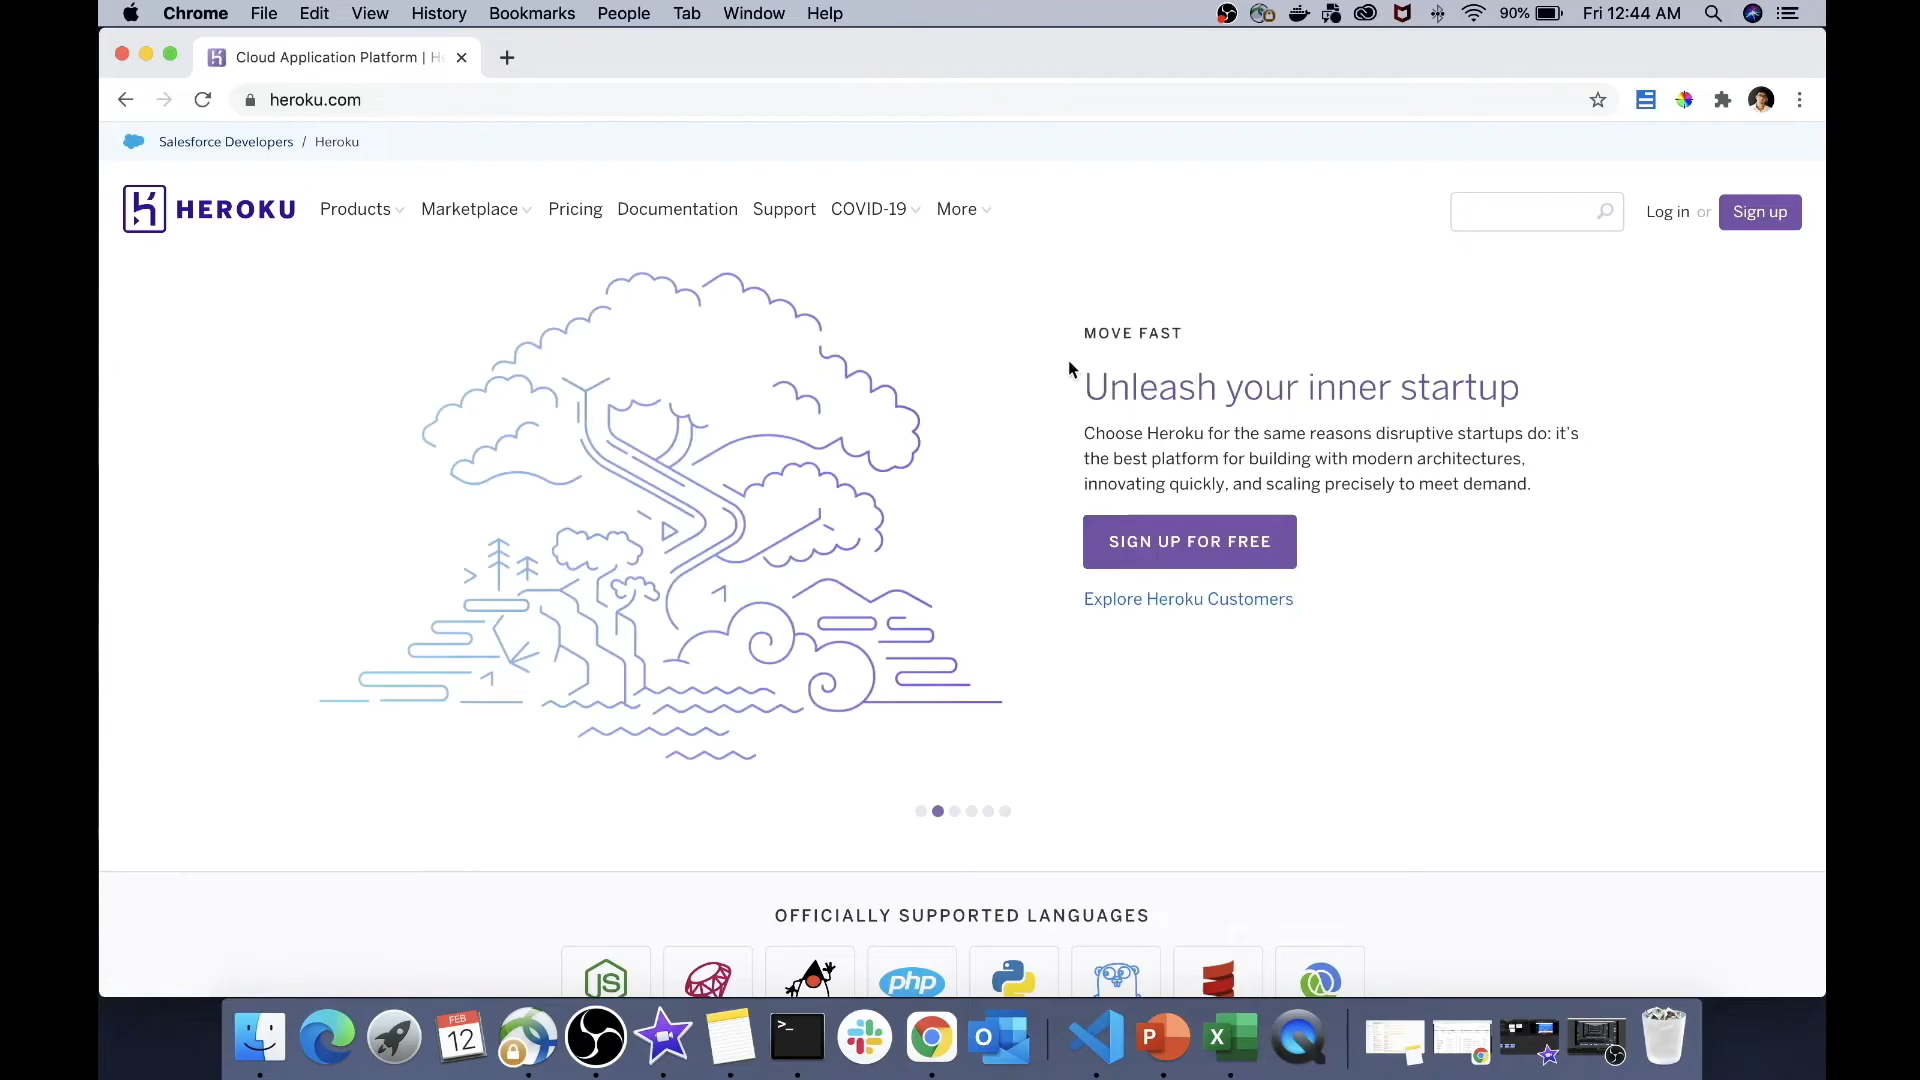 Chrome File Edit View History Bookmarks People Tab Window Help
90% Fri 12:44 AM
Cloud Application Platform | H
heroku.com
Salesforce Developers / Heroku
HEROKU Products Marketplace Pricing Documentation Support COVID-19 More
Log in or Sign up
MOVE FAST
Unleash your inner startup
Choose Heroku for the same reasons disruptive startups do: it's
the best platform for building with modern architectures,
innovating quickly, and scaling precisely to meet demand.
SIGN UP FOR FREE
Explore Heroku Customers
OFFICIALLY SUPPORTED LANGUAGES
JS
php
FEB
12
>_
O
P
X